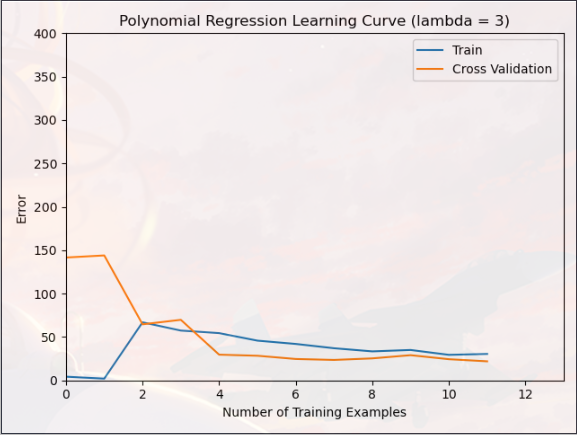 Polynomial Regression Learning Curve (lambda = 3)
400
350
300
250
200
150
100
50
0
Error
Train
Cross Validation
0 2 4 6 8 10 12
Number of Training Examples